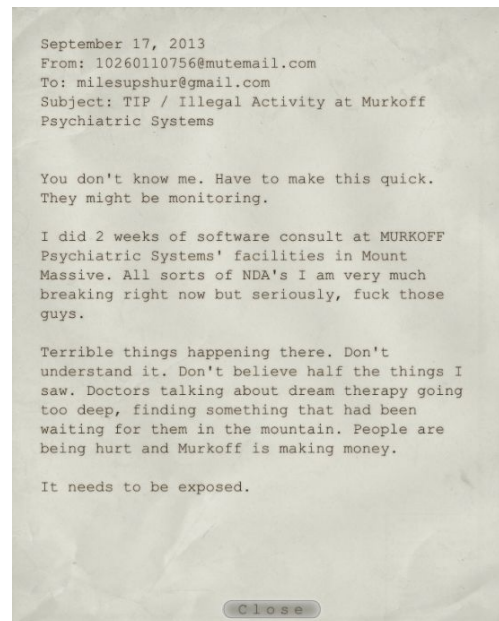 September 17, 2013
From: 10260110756@mutemail.com
To: milesupshur@gmail.com
Subject: TIP / Illegal Activity at Murkoff
Psychiatric Systems
You don't know me. Have to make this quick.
They might be monitoring.
I did 2 weeks of software consult at MURKOFF
Psychiatric Systems' facilities in Mount
Massive. All sorts of NDA's I am very much
breaking right now but seriously, fuck those
guys.
Terrible things happening there. Don't
understand it. Don't believe half the things I
saw. Doctors talking about dream therapy going
too deep, finding something that had been
waiting for them in the mountain. People are
being hurt and Murkoff is making money.
It needs to be exposed.
Close